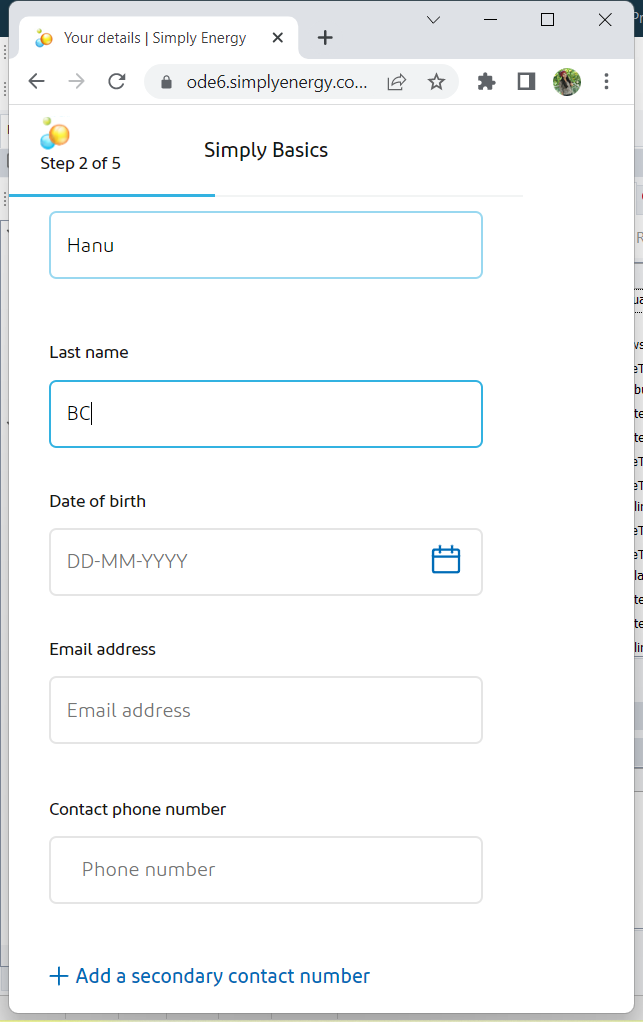 Your details | Simply Energy
ode6.simplyenergy.co...
Step 2 of 5
Simply Basics
Hanu
Last name
BC
Date of birth
DD-MM-YYYY
Email address
Email address
Contact phone number
Phone number
Add a secondary contact number